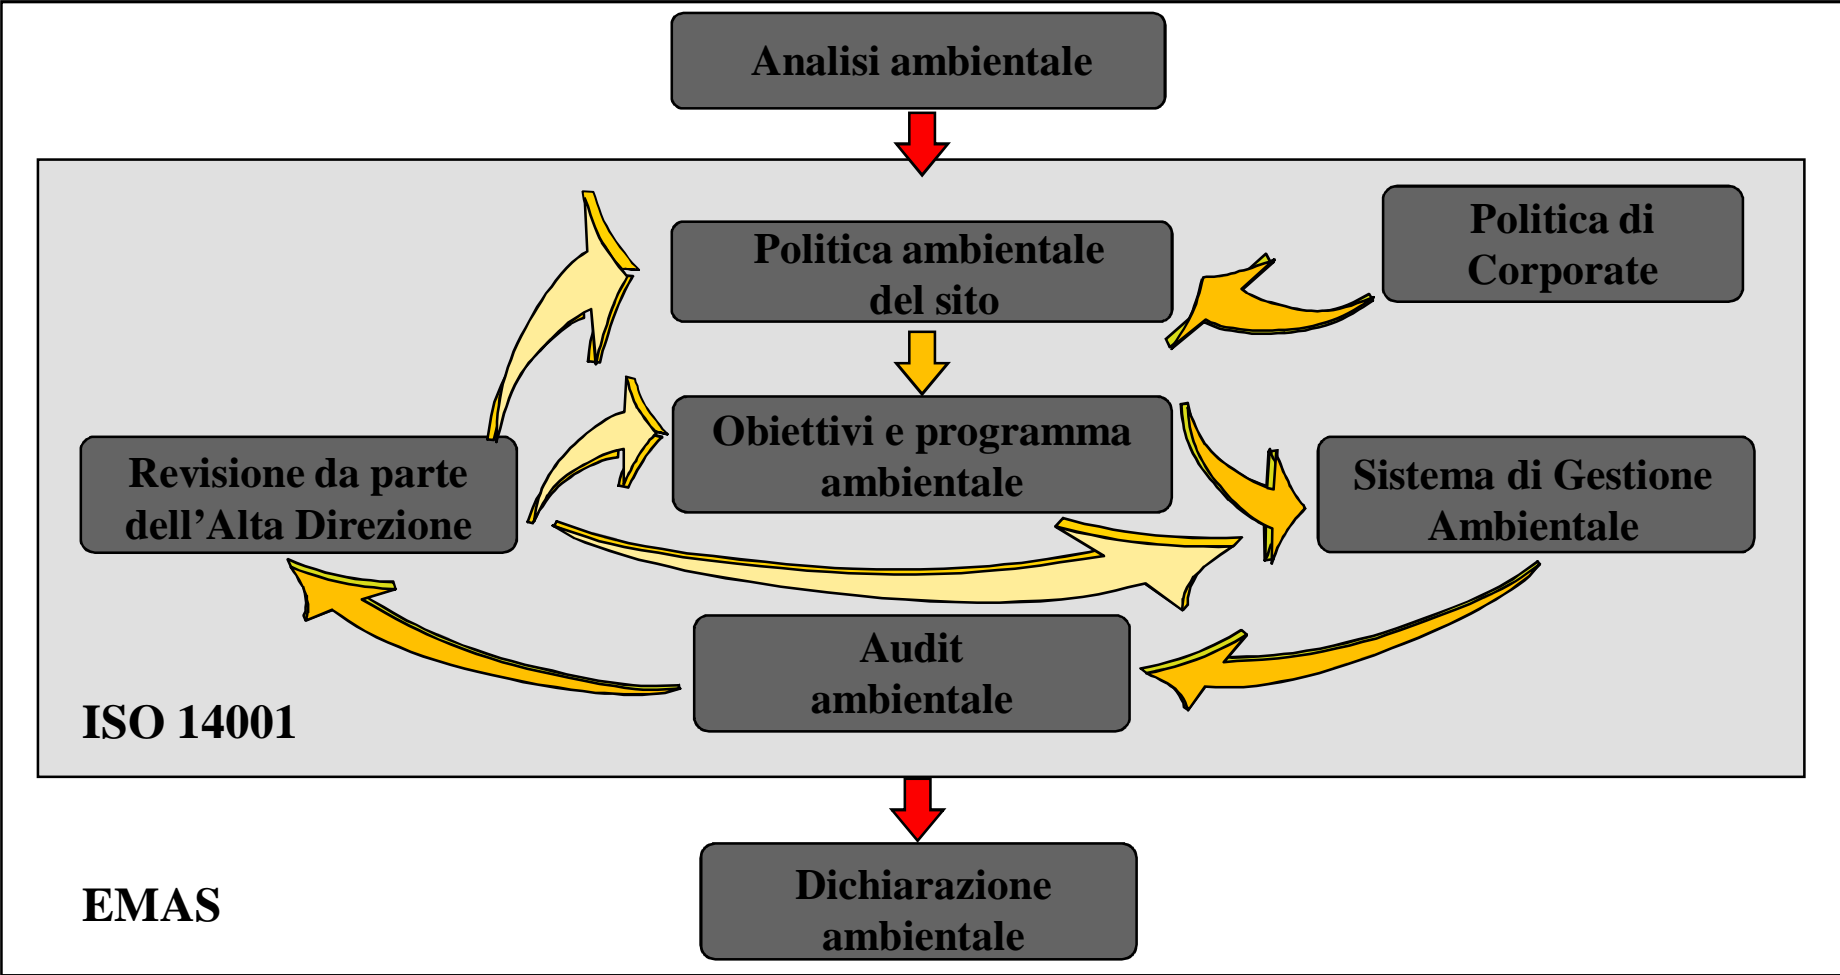 Analisi ambientale
Politica di
Corporate
Politica ambientale
del sito
Obiettivi e programma
ambientale
Revisione da parte
dell’Alta Direzione
Sistema di Gestione
Ambientale
Audit
ambientale
ISO 14001
Dichiarazione
ambientale
EMAS